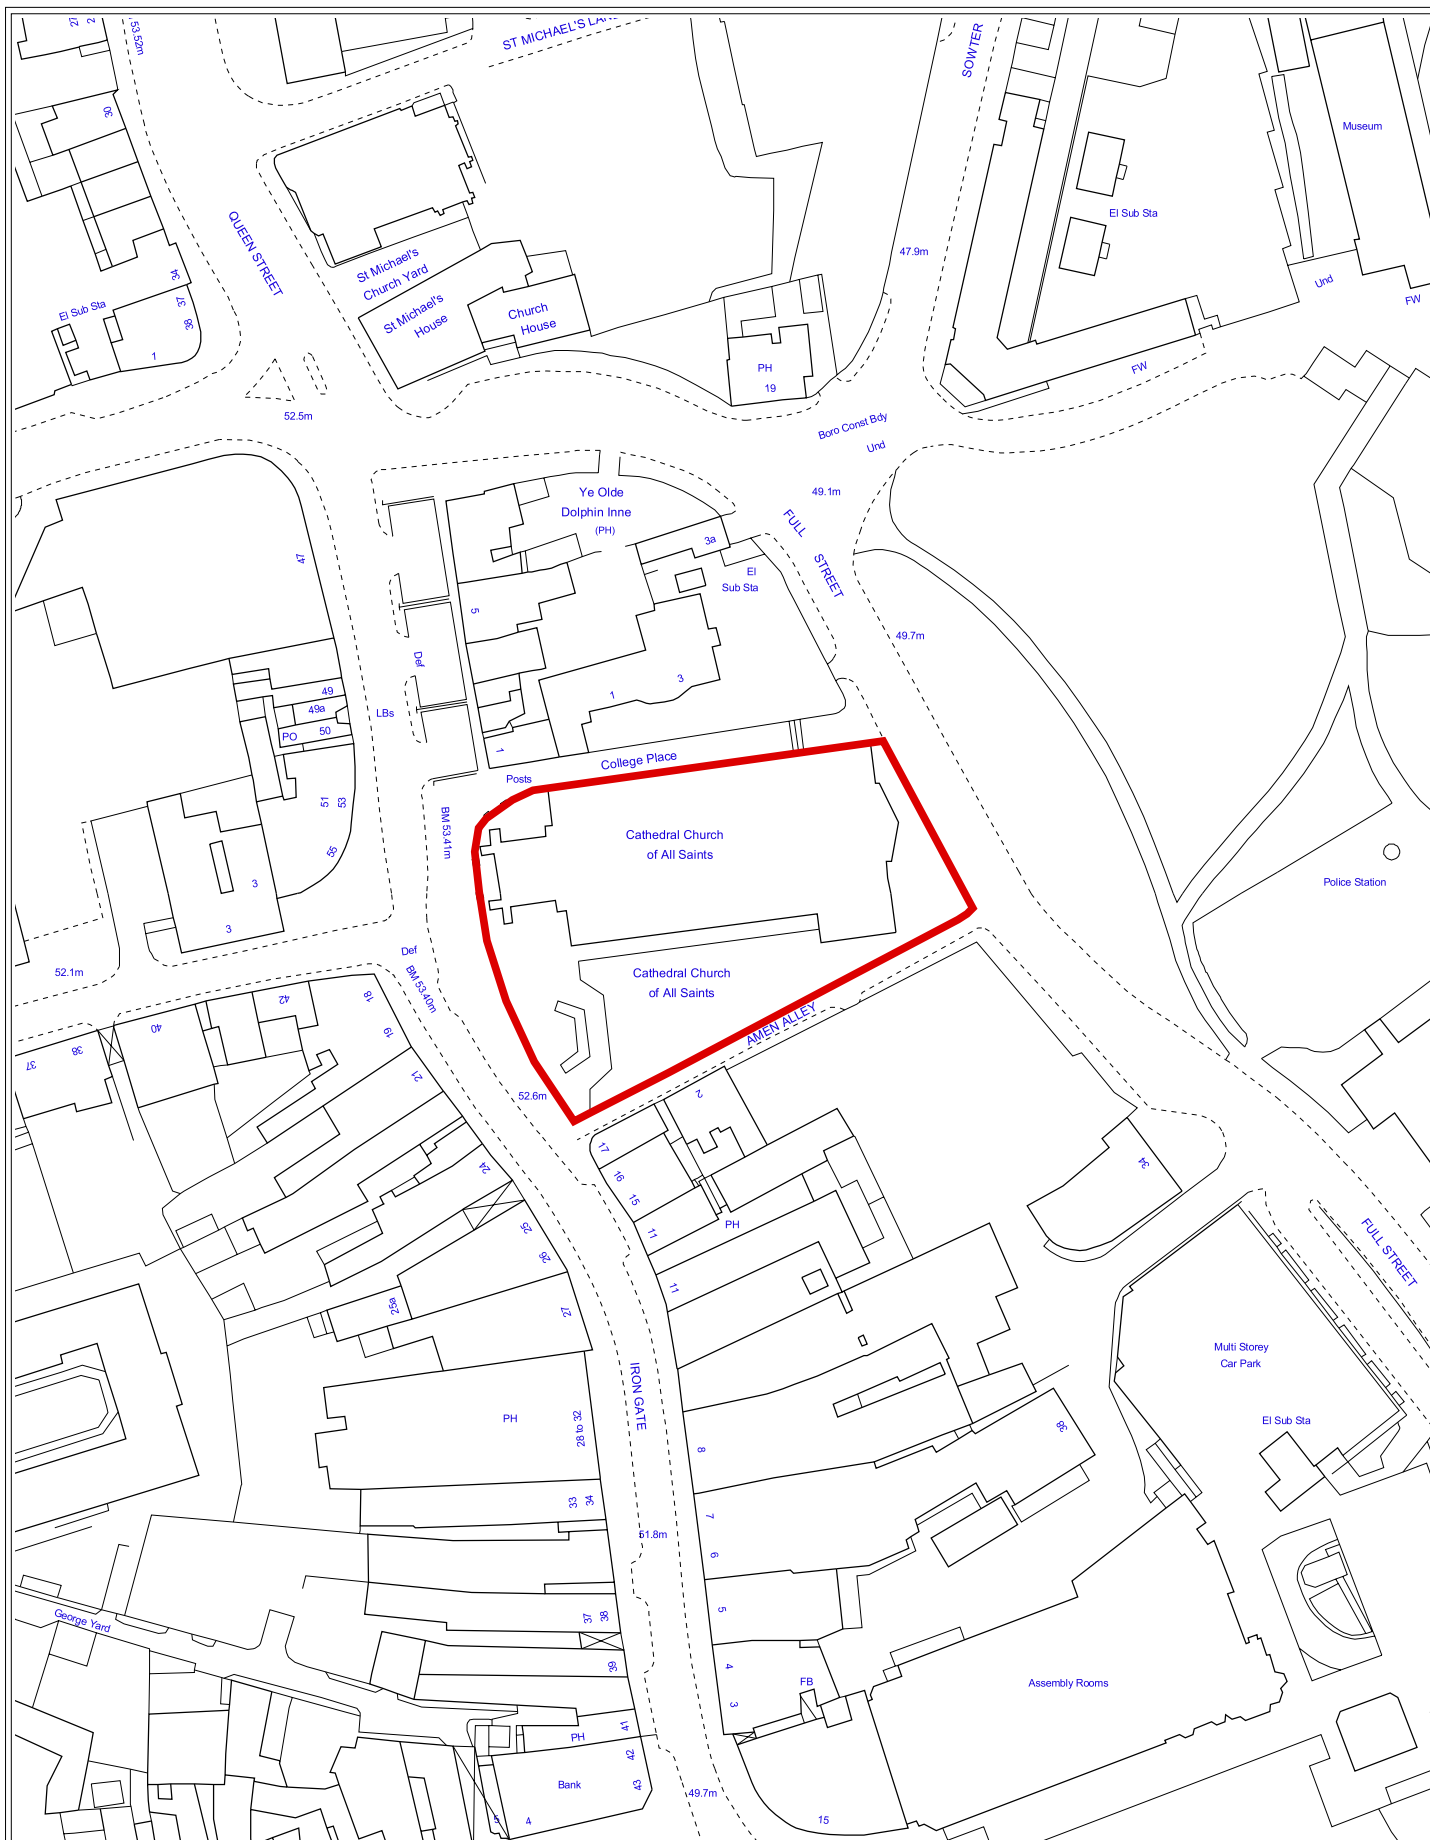 27
2
53.52m
ST MICHAEL'S LAN
SOWTER
30
Museum
QUEEN STREET
El Sub Sta
34
St Michael's
Church Yard
47.9m
Und
37
38
El Sub Sta
St Michael's
House
Church
House
FW
1
PH
19
FW
52.5m
Boro Const Bdy
Und
Ye Olde
Dolphin Inne
(PH)
49.1m
FULL STREET
47
3a
El
Sub Sta
5
49.7m
Def
49
49a
50
PO
LBs
1
3
1
College Place
Posts
51
53
55
BM 53.41m
Cathedral Church
of All Saints
3
3
Police Station
Def
52.1m
BM 53.40m
Cathedral Church
of All Saints
18
42
40
19
AMEN ALLEY
38
37
21
52.6m
2
17
16
15
11
24
34
PH
25
26
FULL STREET
11
25a
27
Multi Storey
Car Park
IRON GATE
PH
28 to 32
38
El Sub Sta
8
33
34
7
51.8m
6
George Yard
37
38
5
39
4
FB
Assembly Rooms
3
41
PH
42
Bank
43
49.7m
5
4
15